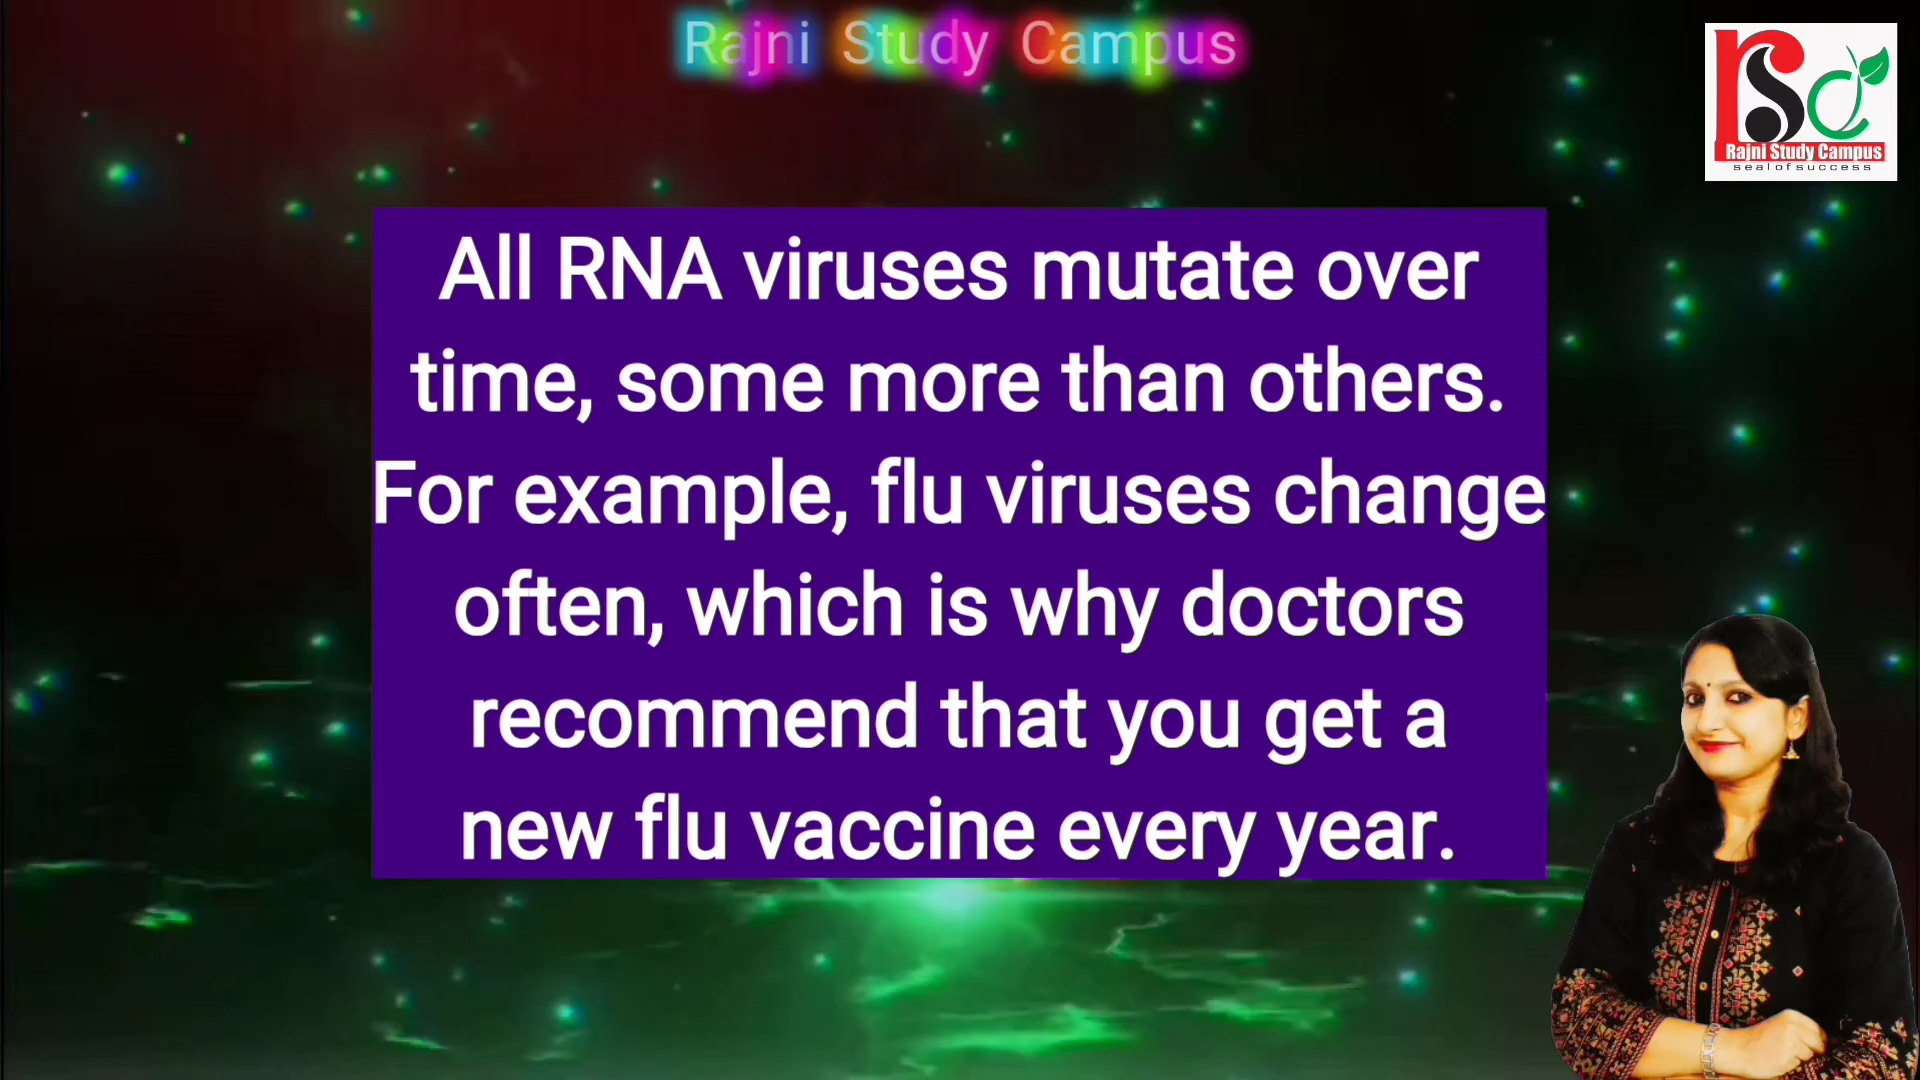 Rajni Study Campus
rsc
Rajni Study Campus
seal of success
All RNA viruses mutate over
time, some more than others.
For example, flu viruses change
often, which is why doctors
recommend that you get a
new flu vaccine every year.